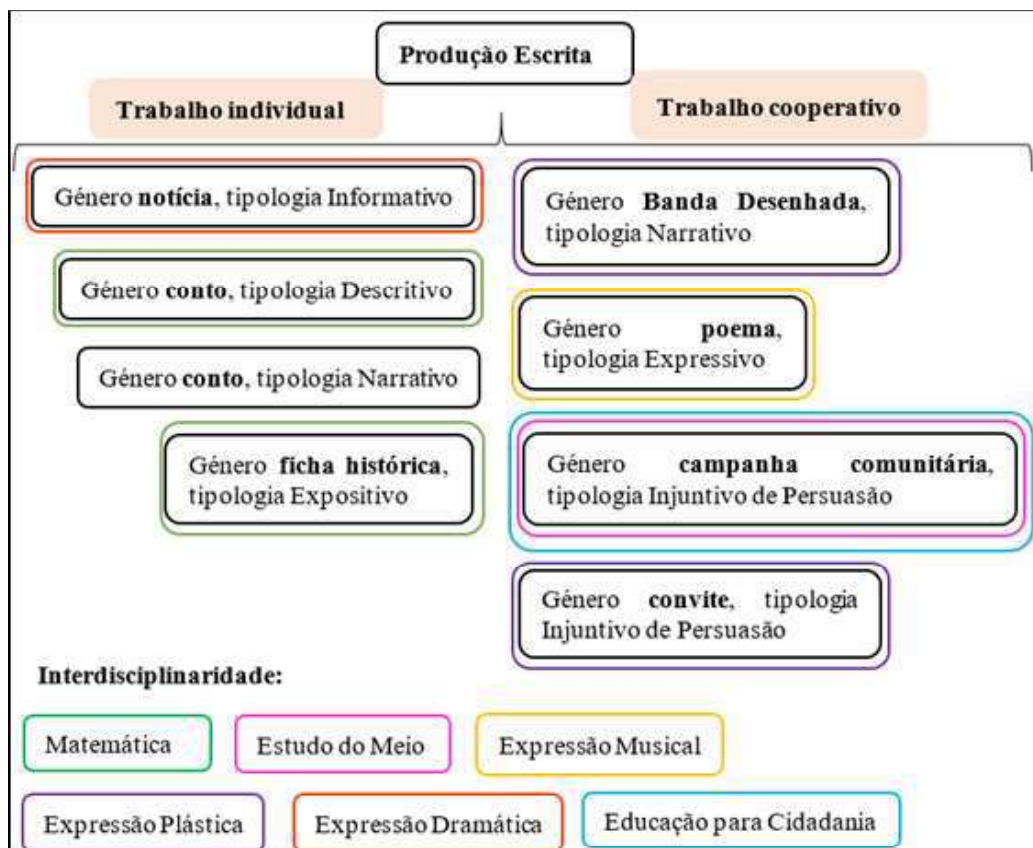 Produção Escrita
Trabalho individual
Trabalho cooperativo
Género notícia, tipologia Informativo
Género conto, tipologia Descritivo
Género conto, tipologia Narrativo
Género ficha histórica,
tipologia Expositivo
Género Banda Desenhada,
tipologia Narrativo
Género poema,
tipologia Expressivo
Género campanha comunitária,
tipologia Injuntivo de Persuasão
Género convite, tipologia
Injuntivo de Persuasão
Interdisciplinaridade:
Matemática
Estudo do Meio
Expressão Musical
Expressão Plástica
Expressão Dramática
Educação para Cidadania